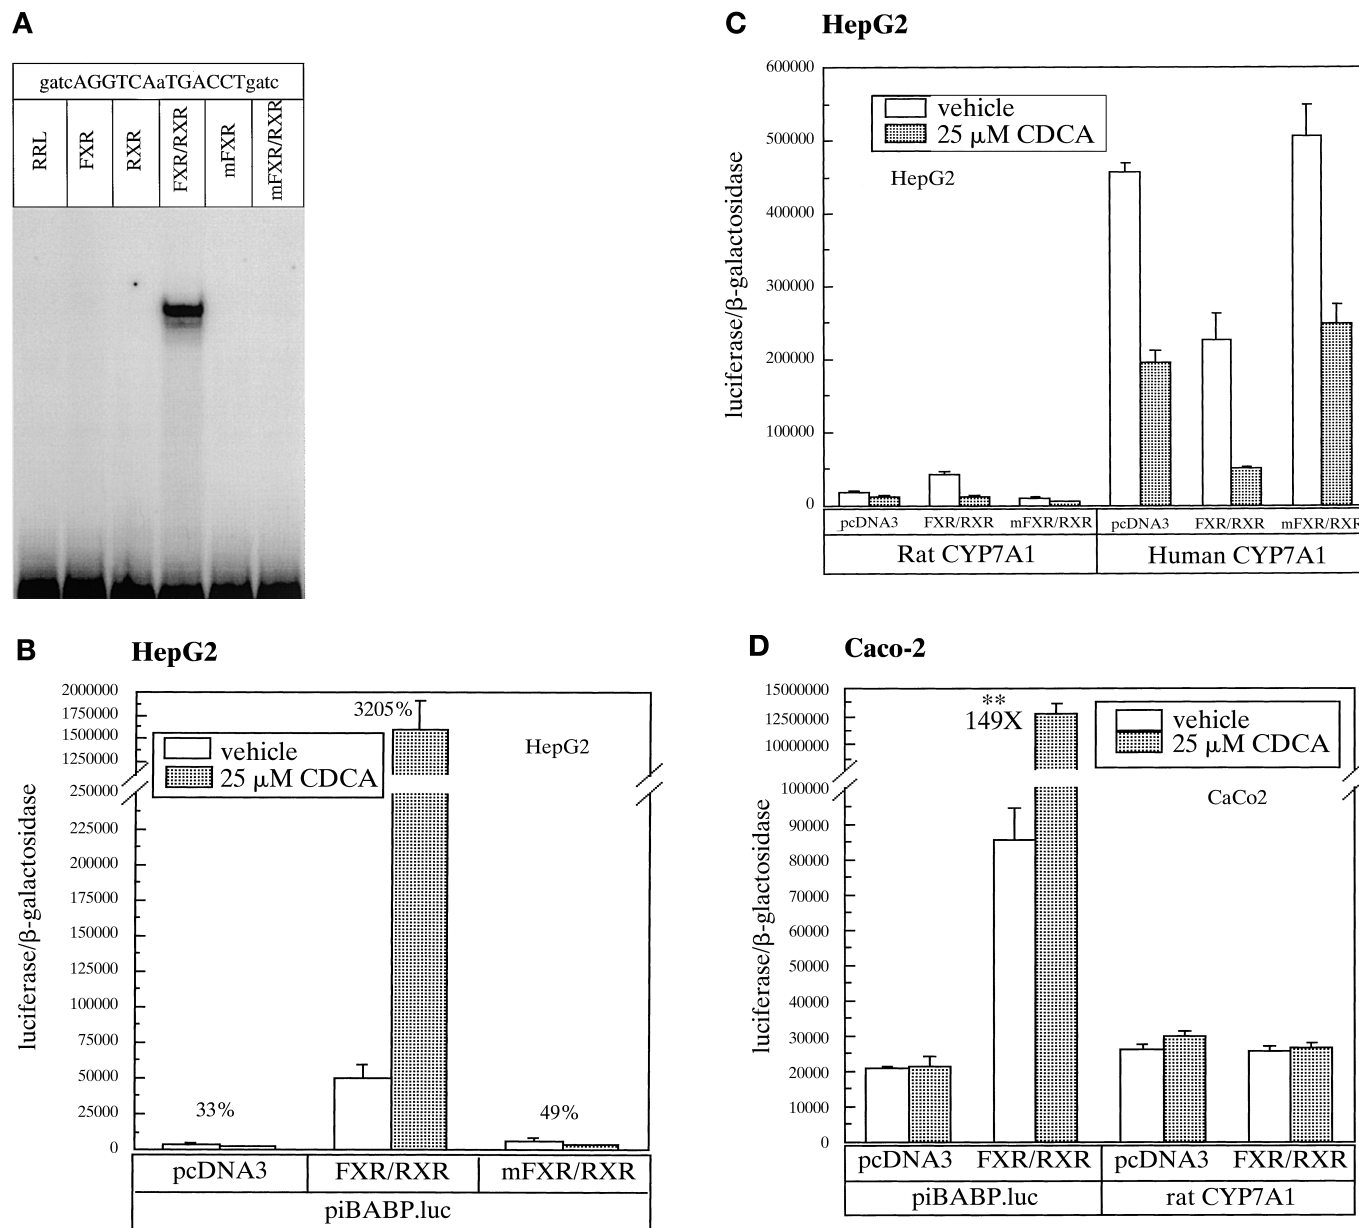 A
gatcAGGTCAaTGACCTgatc
RRL
FXR
RXR
FXR/RXR
mFXR
mFXR/RXR
B HepG2
2000000
1750000
1500000
1250000
250000
225000
200000
175000
150000
125000
100000
75000
50000
25000
0
luciferase/β-galactosidase
vehicle
25 μM CDCA
3205%
HepG2
33%
49%
pcDNA3 FXR/RXR mFXR/RXR
piBABP.luc
C HepG2
600000
500000
400000
300000
200000
100000
0
luciferase/β-galactosidase
vehicle
25 μM CDCA
HepG2
pcDNA3 FXR/RXR mFXR/RXR pcDNA3 FXR/RXR mFXR/RXR
Rat CYP7A1 Human CYP7A1
D Caco-2
15000000
12500000
10000000
100000
90000
80000
70000
60000
50000
40000
30000
20000
10000
0
luciferase/β-glactosidase
**
149X
vehicle
25 μM CDCA
CaCo2
pcDNA3 FXR/RXR pcDNA3 FXR/RXR
piBABP.luc rat CYP7A1